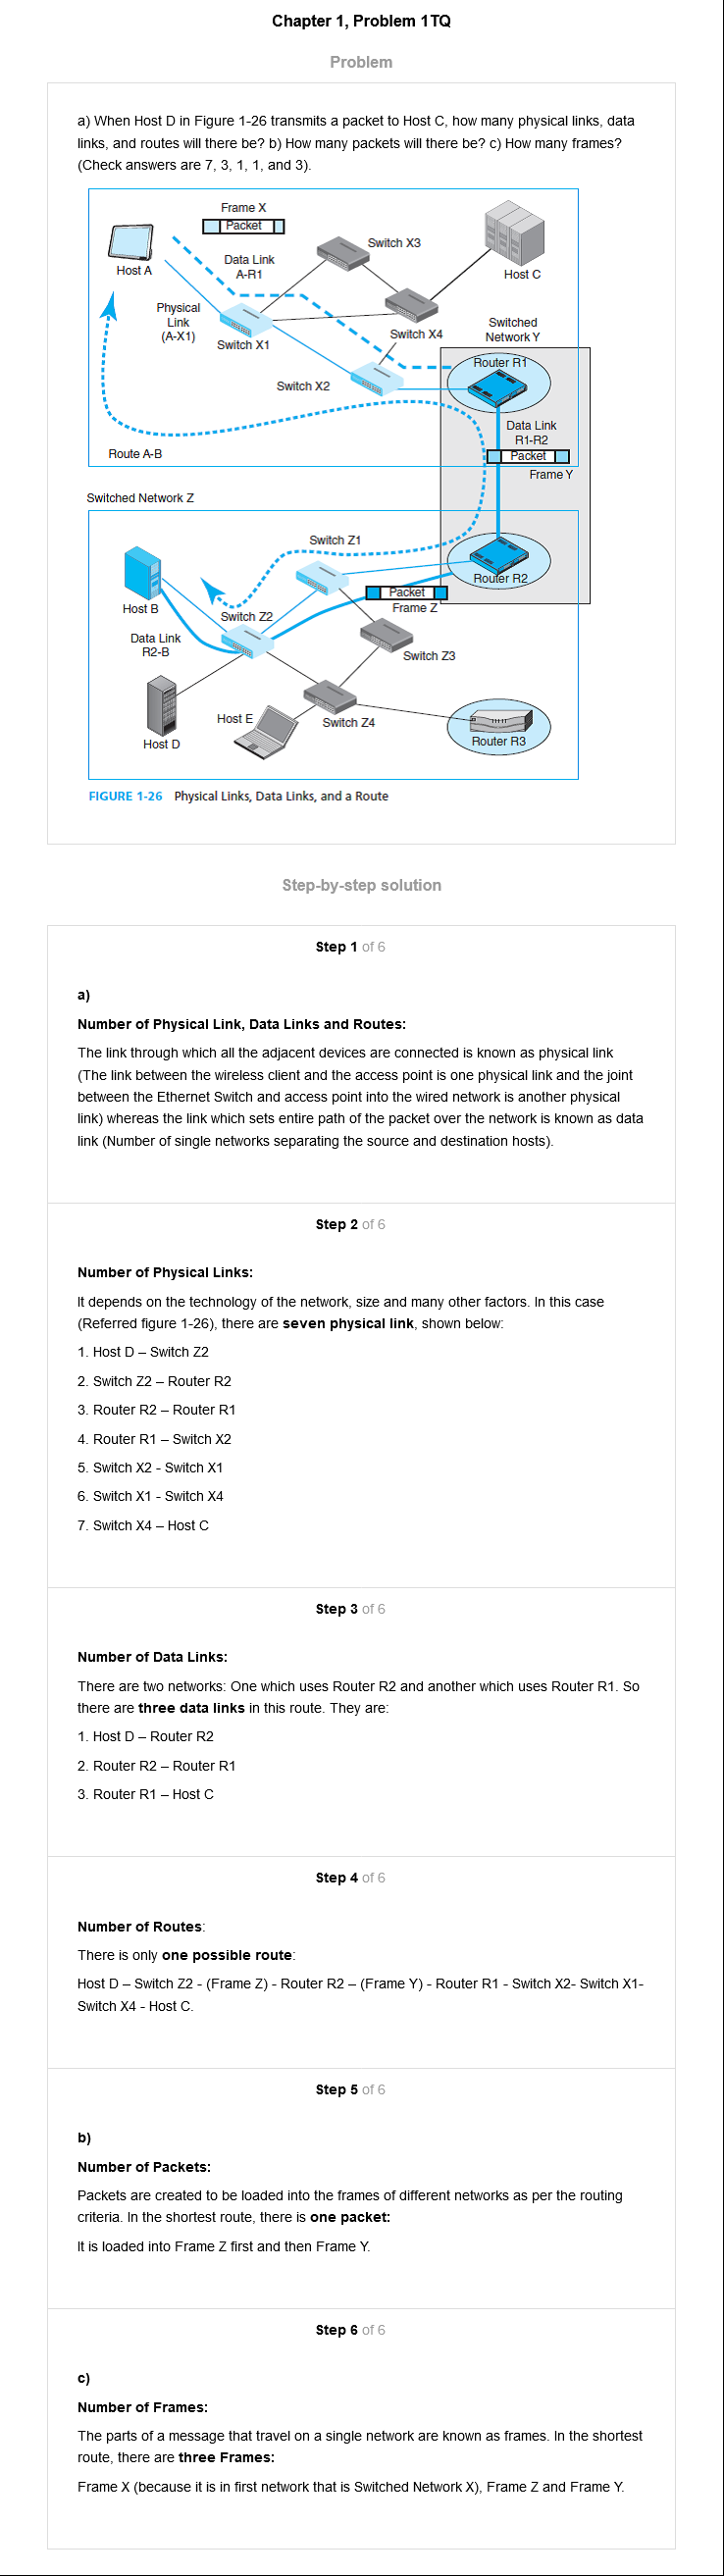 Chapter 1, Problem 1TQ
Problem
a) When Host D in Figure 1-26 transmits a packet to Host C, how many physical links, data
links, and routes will there be? b) How many packets will there be? c) How many frames?
(Check answers are 7, 3, 1, 1, and 3).
Frame X
Packet
Host A
Data Link
A-R1
Switch X3
Host C
Physical
Link
(A-X1)
Switch X1
Switch X4
Switched
Network Y
Switch X2
Router R1
Data Link
R1-R2
Packet
Frame Y
Route A-B
Switched Network Z
Switch Z1
Router R2
Host B
Packet
Frame Z
Switch Z2
Data Link
R2-B
Switch Z3
Host E
Switch Z4
Host D
Router R3
FIGURE 1-26 Physical Links, Data Links, and a Route
Step-by-step solution
Step 1 of 6
a)
Number of Physical Link, Data Links and Routes:
The link through which all the adjacent devices are connected is known as physical link
(The link between the wireless client and the access point is one physical link and the joint
between the Ethernet Switch and access point into the wired network is another physical
link) whereas the link which sets entire path of the packet over the network is known as data
link (Number of single networks separating the source and destination hosts).
Step 2 of 6
Number of Physical Links:
It depends on the technology of the network, size and many other factors. In this case
(Referred figure 1-26), there are seven physical link, shown below:
1. Host D – Switch Z2
2. Switch Z2 – Router R2
3. Router R2 – Router R1
4. Router R1 – Switch X2
5. Switch X2 - Switch X1
6. Switch X1 - Switch X4
7. Switch X4 – Host C
Step 3 of 6
Number of Data Links:
There are two networks: One which uses Router R2 and another which uses Router R1. So
there are three data links in this route. They are:
1. Host D – Router R2
2. Router R2 – Router R1
3. Router R1 – Host C
Step 4 of 6
Number of Routes:
There is only one possible route:
Host D – Switch Z2 - (Frame Z) - Router R2 – (Frame Y) - Router R1 - Switch X2- Switch X1-
Switch X4 - Host C.
Step 5 of 6
b)
Number of Packets:
Packets are created to be loaded into the frames of different networks as per the routing
criteria. In the shortest route, there is one packet:
It is loaded into Frame Z first and then Frame Y.
Step 6 of 6
c)
Number of Frames:
The parts of a message that travel on a single network are known as frames. In the shortest
route, there are three Frames:
Frame X (because it is in first network that is Switched Network X), Frame Z and Frame Y.